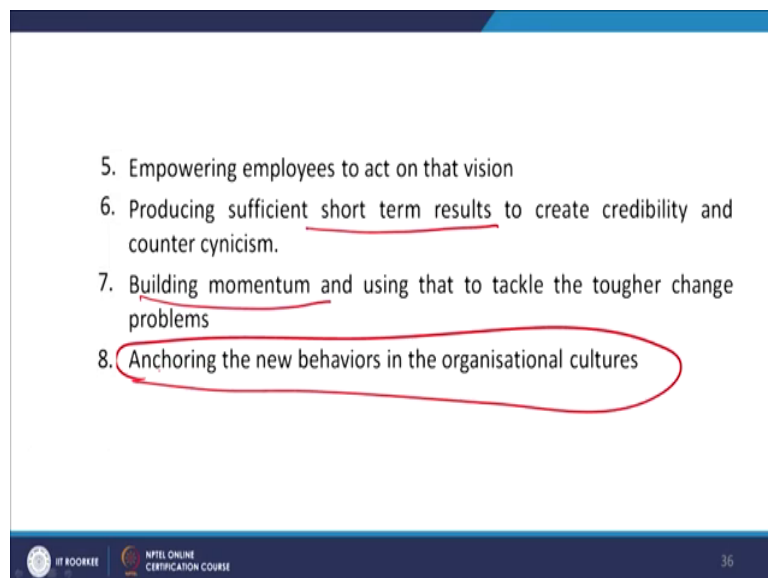 5. Empowering employees to act on that vision
6. Producing sufficient short term results to create credibility and
counter cynicism.
7. Building momentum and using that to tackle the tougher change
problems
8. Anchoring the new behaviors in the organisational cultures
IIT ROORKEE
NPTEL ONLINE
CERTIFICATION COURSE
36